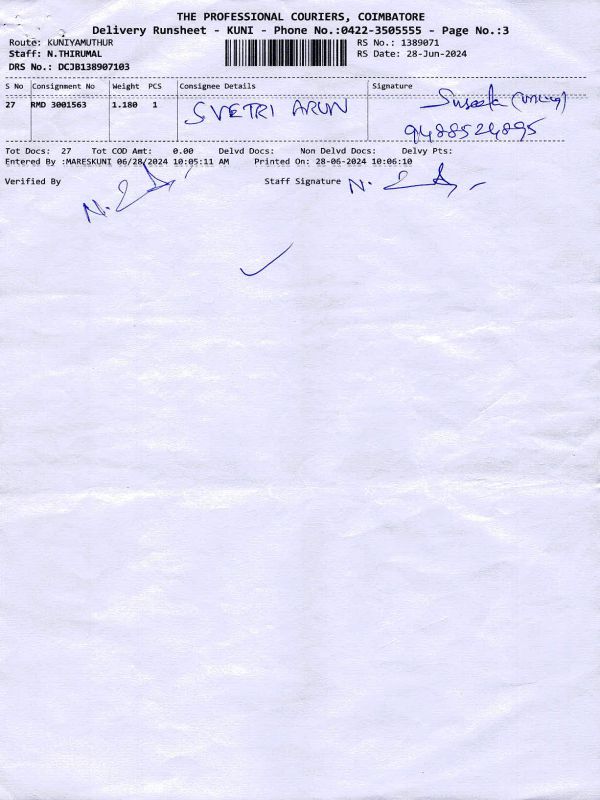 THE PROFESSIONAL COURIERS, COIMBATORE
Delivery Runsheet - KUNI - Phone No.:0422-3505555 - Page No.:3
Route: KUNIYAMUTHUR RS No.: 1389071
Staff: N.THIRUMAL RS Date: 28-Jun-2024
DRS No.: DCJB138907103
S No Consignment No Weight PCS Consignee Details Signature
27 RMD 3001563 1.180 1 SVETRI ARUN
9488524895
Tot Docs: 27 Tot COD Amt: 0.00 Delvd Docs: Non Delvd Docs: Delvy Pts:
Entered By :MARESKUNI 06/28/2024 10:05:11 AM Printed On: 28-06-2024 10:06:10
Verified By Staff Signature
N. N.